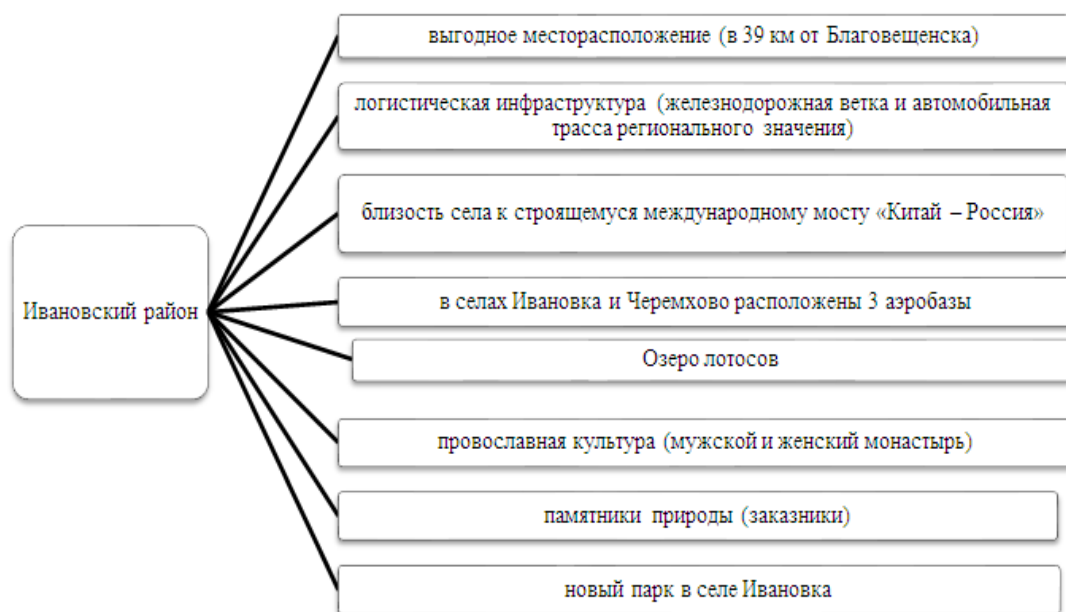 выгодное месторасположение (в 39 км от Благовещенска)
логистическая инфраструктура (железнодорожная ветка и автомобильная
трасса регионального значения)
близость села к строящемуся международному мосту «Китай – Россия»
Ивановский район
в селах Ивановка и Черемхово расположены 3 аэробазы
Озеро лотосов
провославная культура (мужской и женский монастырь)
памятники природы (заказники)
новый парк в селе Ивановка